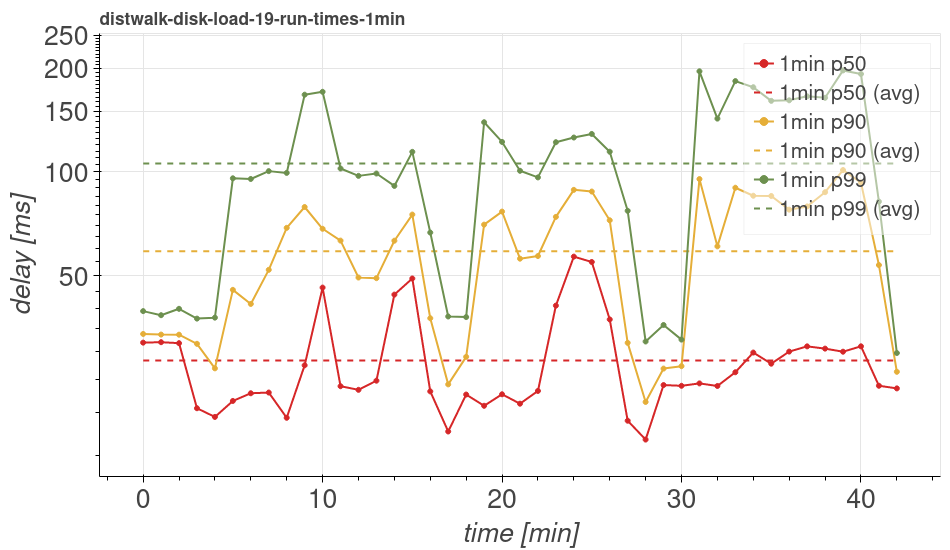 distwalk-disk-load-19-run-times-1min
250
200
150
100
50
delay [ms]
1min p50
1min p50 (avg)
1min p90
1min p90 (avg)
1min p99
1min p99 (avg)
0 10 20 30 40
time [min]